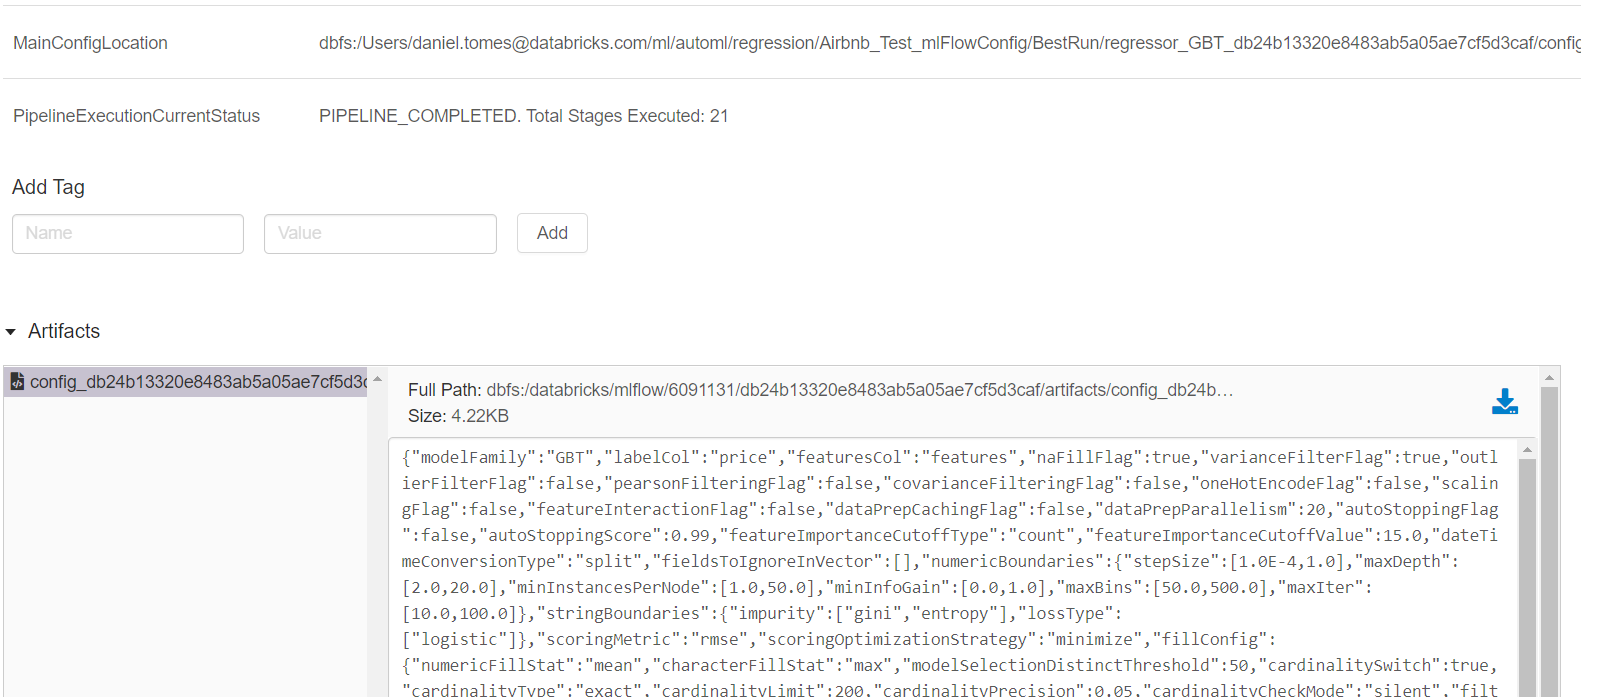 MainConfigLocation dbfs:/Users/daniel.tomes@databricks.com/ml/automl/regression/Airbnb_Test_mlFlowConfig/BestRun/regressor_GBT_db24b13320e8483ab5a05ae7cf5d3caf/config
PipelineExecutionCurrentStatus PIPELINE_COMPLETED. Total Stages Executed: 21
Add Tag
Name Value Add
Artifacts
config_db24b13320e8483ab5a05ae7cf5d3c
Full Path: dbfs:/databricks/mlflow/6091131/db24b13320e8483ab5a05ae7cf5d3caf/artifacts/config_db24b...
Size: 4.22KB
{"modelFamily":"GBT","labelCol":"price","featuresCol":"features","naFillFlag":true,"varianceFilterFlag":true,"outl
ierFilterFlag":false,"pearsonFilteringFlag":false,"covarianceFilteringFlag":false,"oneHotEncodeFlag":false,"scalin
gFlag":false,"featureInteractionFlag":false,"dataPrepCachingFlag":false,"dataPrepParallelism":20,"autoStoppingFlag
":false,"autoStoppingScore":0.99,"featureImportanceCutoffType":"count","featureImportanceCutoffValue":15.0,"dateTi
meConversionType":"split","fieldsToIgnoreInVector":[],"numericBoundaries":{"stepSize":[1.0E-4,1.0],"maxDepth":
[2.0,20.0],"minInstancesPerNode":[1.0,50.0],"minInfoGain":[0.0,1.0],"maxBins":[50.0,500.0],"maxIter":
[10.0,100.0]},"stringBoundaries":{"impurity":["gini","entropy"],"lossType":
["logistic"]},"scoringMetric":"rmse","scoringOptimizationStrategy":"minimize","fillConfig":
{"numericFillStat":"mean","characterFillStat":"max","modelSelectionDistinctThreshold":50,"cardinalitySwitch":true,
"cardinalityType":"exact","cardinalityLimit":200,"cardinalityPrecision":0.05,"cardinalityCheckMode":"silent","filt